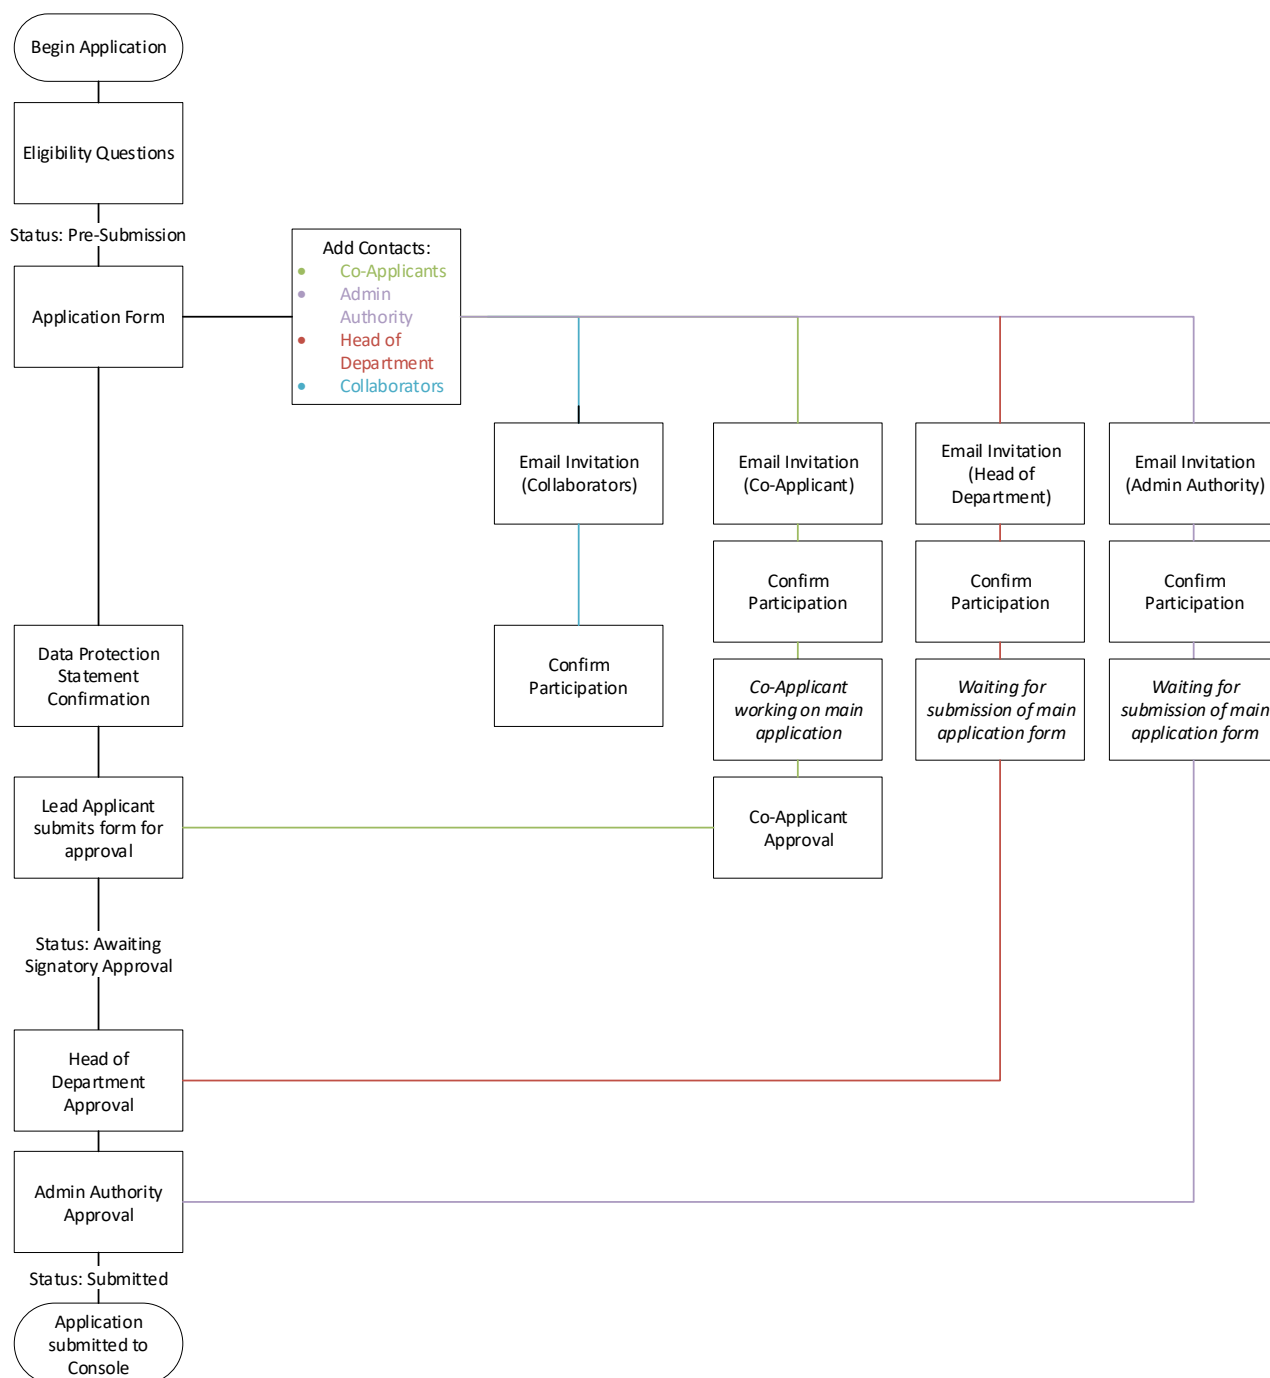 Begin Application
Eligibility Questions
Status: Pre-Submission
Application Form
Add Contacts:
• Co-Applicants
• Admin
Authority
• Head of
Department
• Collaborators
Email Invitation
(Collaborators)
Email Invitation
(Co-Applicant)
Email Invitation
(Head of
Department)
Email Invitation
(Admin Authority)
Confirm
Participation
Confirm
Participation
Confirm
Participation
Data Protection
Statement
Confirmation
Confirm
Participation
Co-Applicant
working on main
application
Waiting for
submission of main
application form
Waiting for
submission of main
application form
Lead Applicant
submits form for
approval
Co-Applicant
Approval
Status: Awaiting
Signatory Approval
Head of
Department
Approval
Admin Authority
Approval
Status: Submitted
Application
submitted to
Console